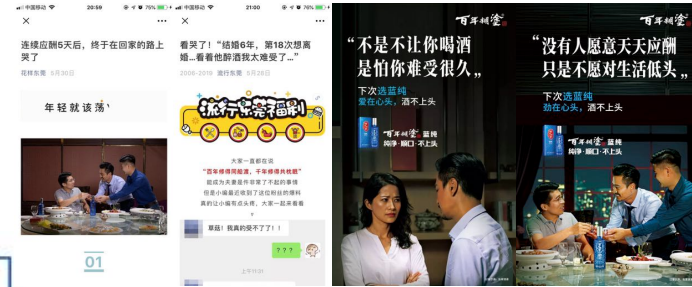 中国移动
20:59
75%
连续应酬5天后，终于在回家的路上
哭了
花样东莞 5月30日
年轻就该荡
01
中国移动
21:00
76%
看哭了！“结婚6年，第18次想离
婚...看着他醉酒我太难受了...”
2006-2019 流行东莞 5月28日
流行东莞福利
大家一直都在说
“百年修得同船渡，千年修得共枕眠”
能成为夫妻是件非常了不起的事情
但是小编最近收到了这位粉丝的爆料
真的让小编有点头疼，大家一起来看看
草菇！我真的受不了了！！
？？？
上午11:31
百年糊塗
“不是不让你喝酒
是怕你难受很久„
下次选蓝纯
爱在心头，酒不上头
百年糊塗 蓝纯
纯净·顺口·不上头
百年糊塗
“没有人愿意天天应酬
只是不愿对生活低头„
下次选蓝纯
劲在心头，酒不上头
百年糊塗 蓝纯
纯净·顺口·不上头